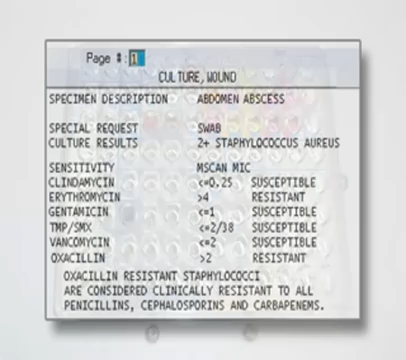 Page #:1
CULTURE, WOUND
SPECIMEN DESCRIPTION ABDOMEN ABSCESS
SPECIAL REQUEST SWAB
CULTURE RESULTS 2+ STAPHYLOCOCCUS AUREUS
SENSITIVITY MSCAN MIC
CLINDAMYCIN <=0.25 SUSCEPTIBLE
ERYTHROMYCIN >4 RESISTANT
GENTAMICIN <=1 SUSCEPTIBLE
TMP/SMX <=2/38 SUSCEPTIBLE
VANCOMYCIN <=2 SUSCEPTIBLE
OXACILLIN >2 RESISTANT
OXACILLIN RESISTANT STAPHYLOCOCCI
ARE CONSIDERED CLINICALLY RESISTANT TO ALL
PENICILLINS, CEPHALOSPORINS AND CARBAPENEMS.